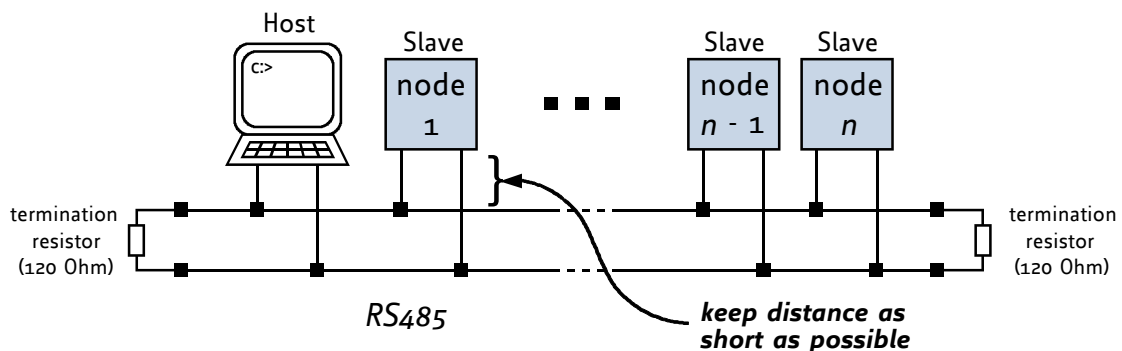 Host
C:>
Slave
node
1
Slave
node
n - 1
Slave
node
n
termination
resistor
(120 Ohm)
termination
resistor
(120 Ohm)
RS485
keep distance as
short as possible